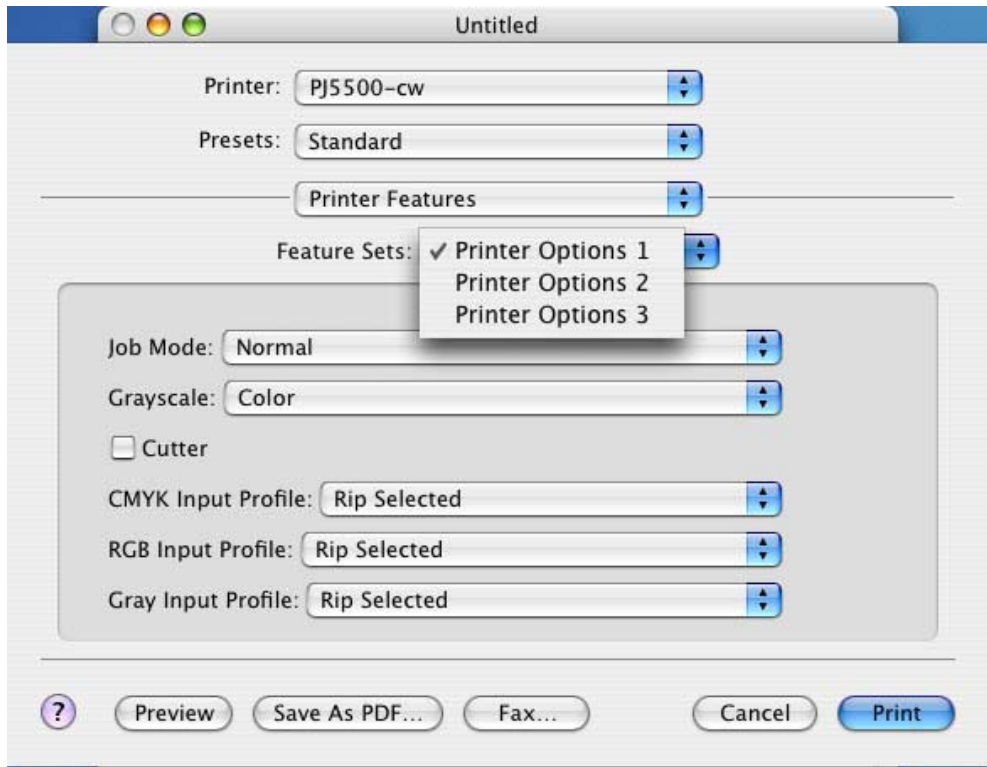 Untitled
Printer: PJ5500-cw
Presets: Standard
Printer Features
Feature Sets: ✓ Printer Options 1
Printer Options 2
Printer Options 3
Job Mode: Normal
Grayscale: Color
Cutter
CMYK Input Profile: Rip Selected
RGB Input Profile: Rip Selected
Gray Input Profile: Rip Selected
? Preview Save As PDF... Fax... Cancel Print